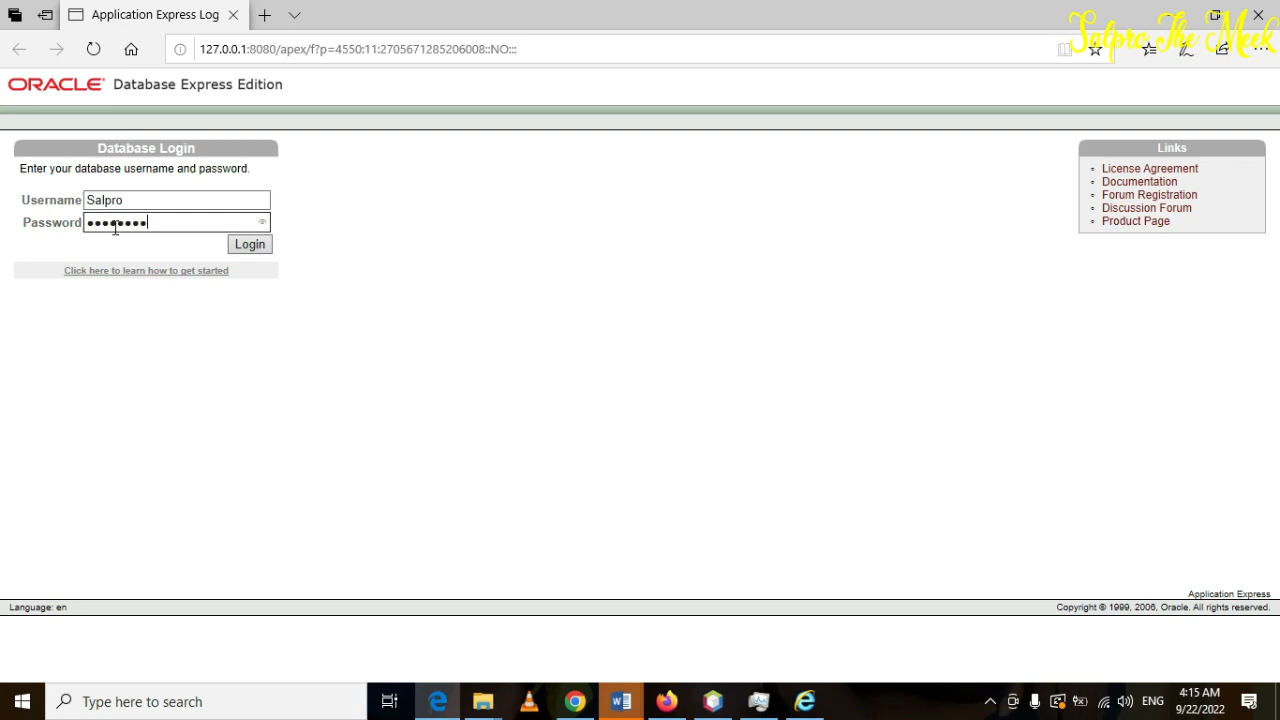 Application Express Log
127.0.0.1:8080/apex/f?p=4550:11:2705671285206008::NO:::
Salpro The Meek
ORACLE Database Express Edition
Database Login
Enter your database username and password.
Username Salpro
Password ••••••••
Login
Click here to learn how to get started
Links
License Agreement
Documentation
Forum Registration
Discussion Forum
Product Page
Application Express
Language: en
Copyright © 1999, 2006, Oracle. All rights reserved.
Type here to search
ENG
4:15 AM
9/22/2022